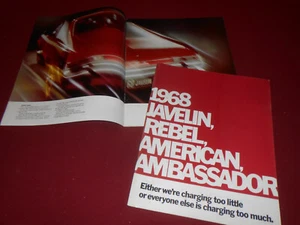 1968
JAVELIN,
REBEL,
AMERICAN,
AMBASSADOR
Either we're charging too little
or everyone else is charging too much.